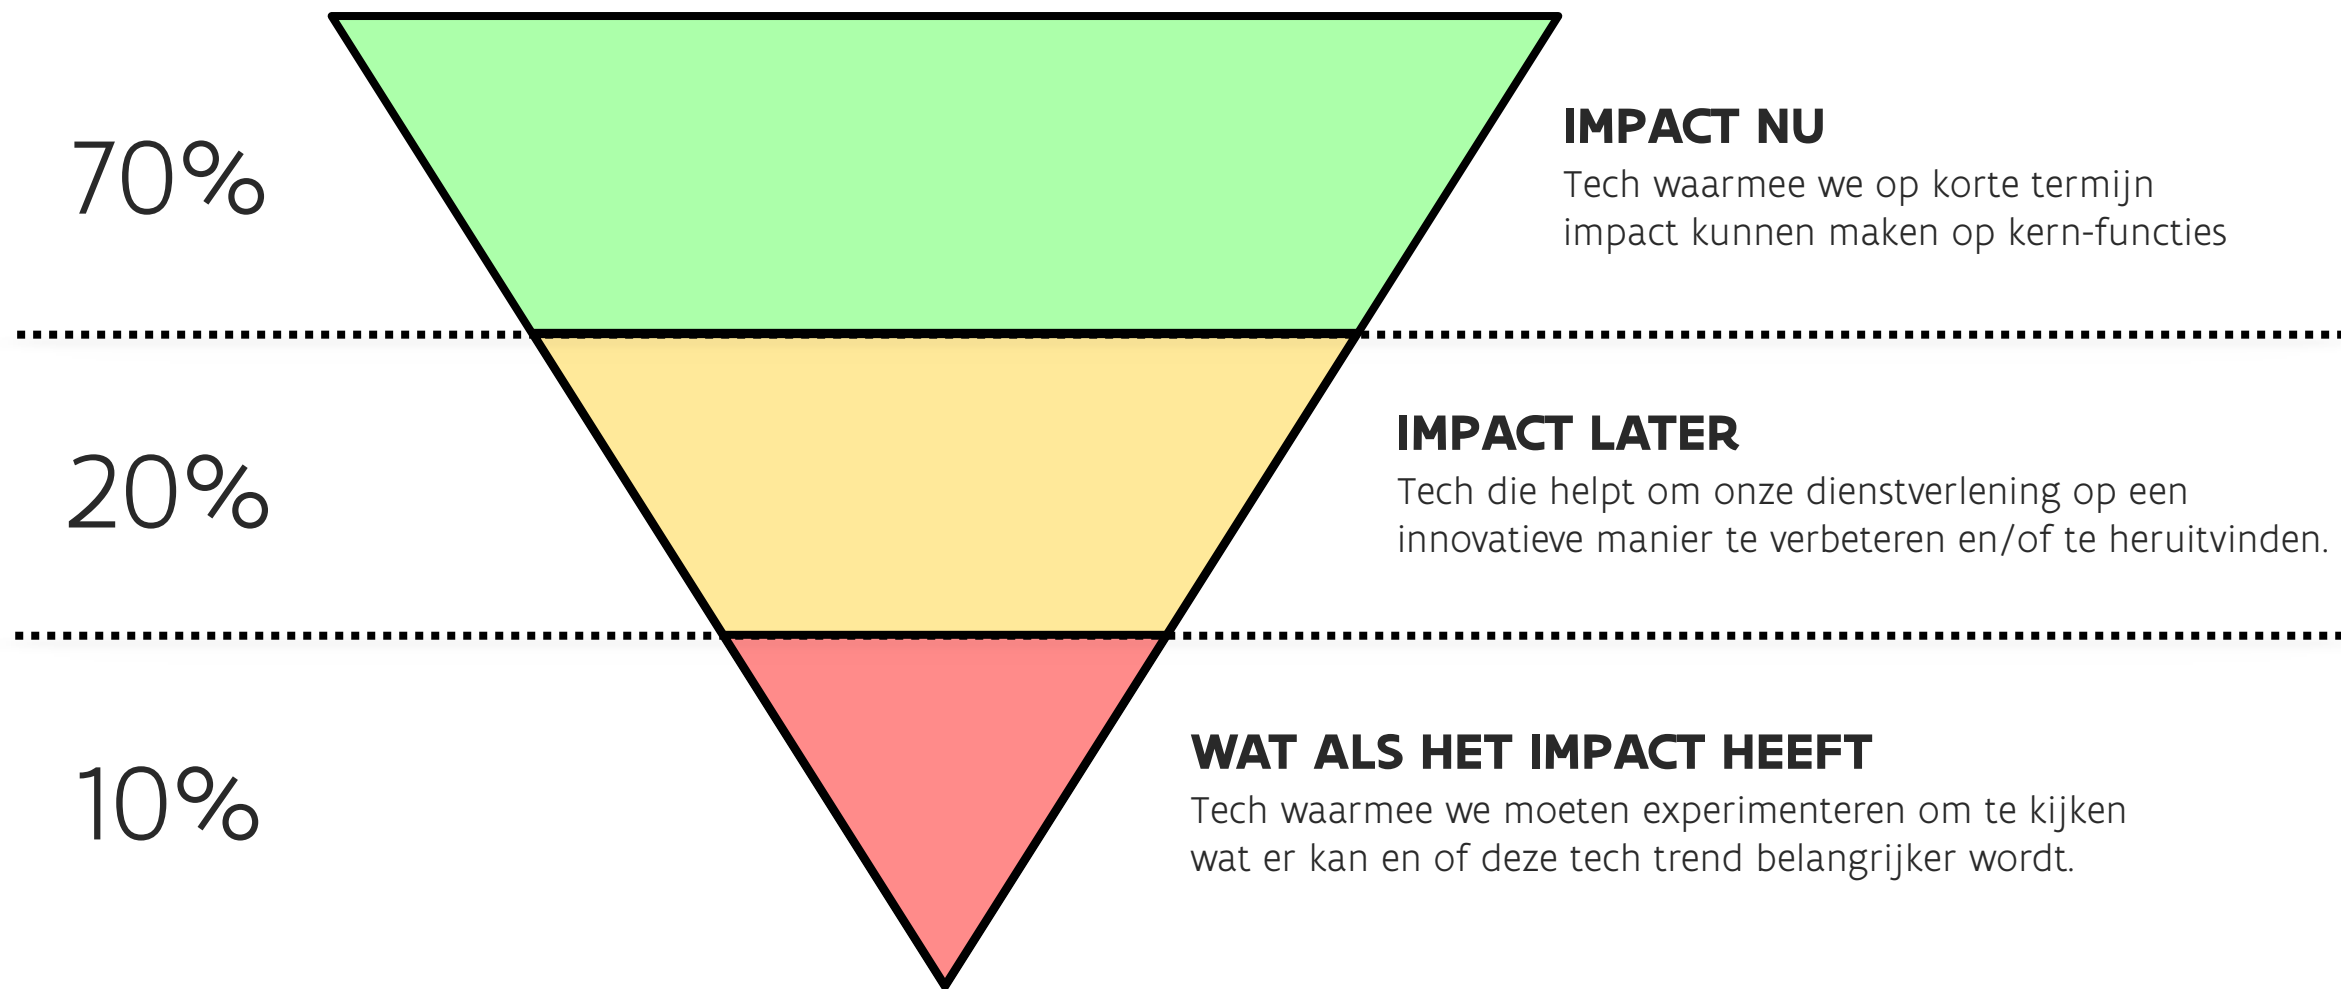 70%
IMPACT NU
Tech waarmee we op korte termijn
impact kunnen maken op kern-functies
20%
IMPACT LATER
Tech die helpt om onze dienstverlening op een
innovatieve manier te verbeteren en/of te heruitvinden.
10%
WAT ALS HET IMPACT HEEFT
Tech waarmee we moeten experimenteren om te kijken
wat er kan en of deze tech trend belangrijker wordt.